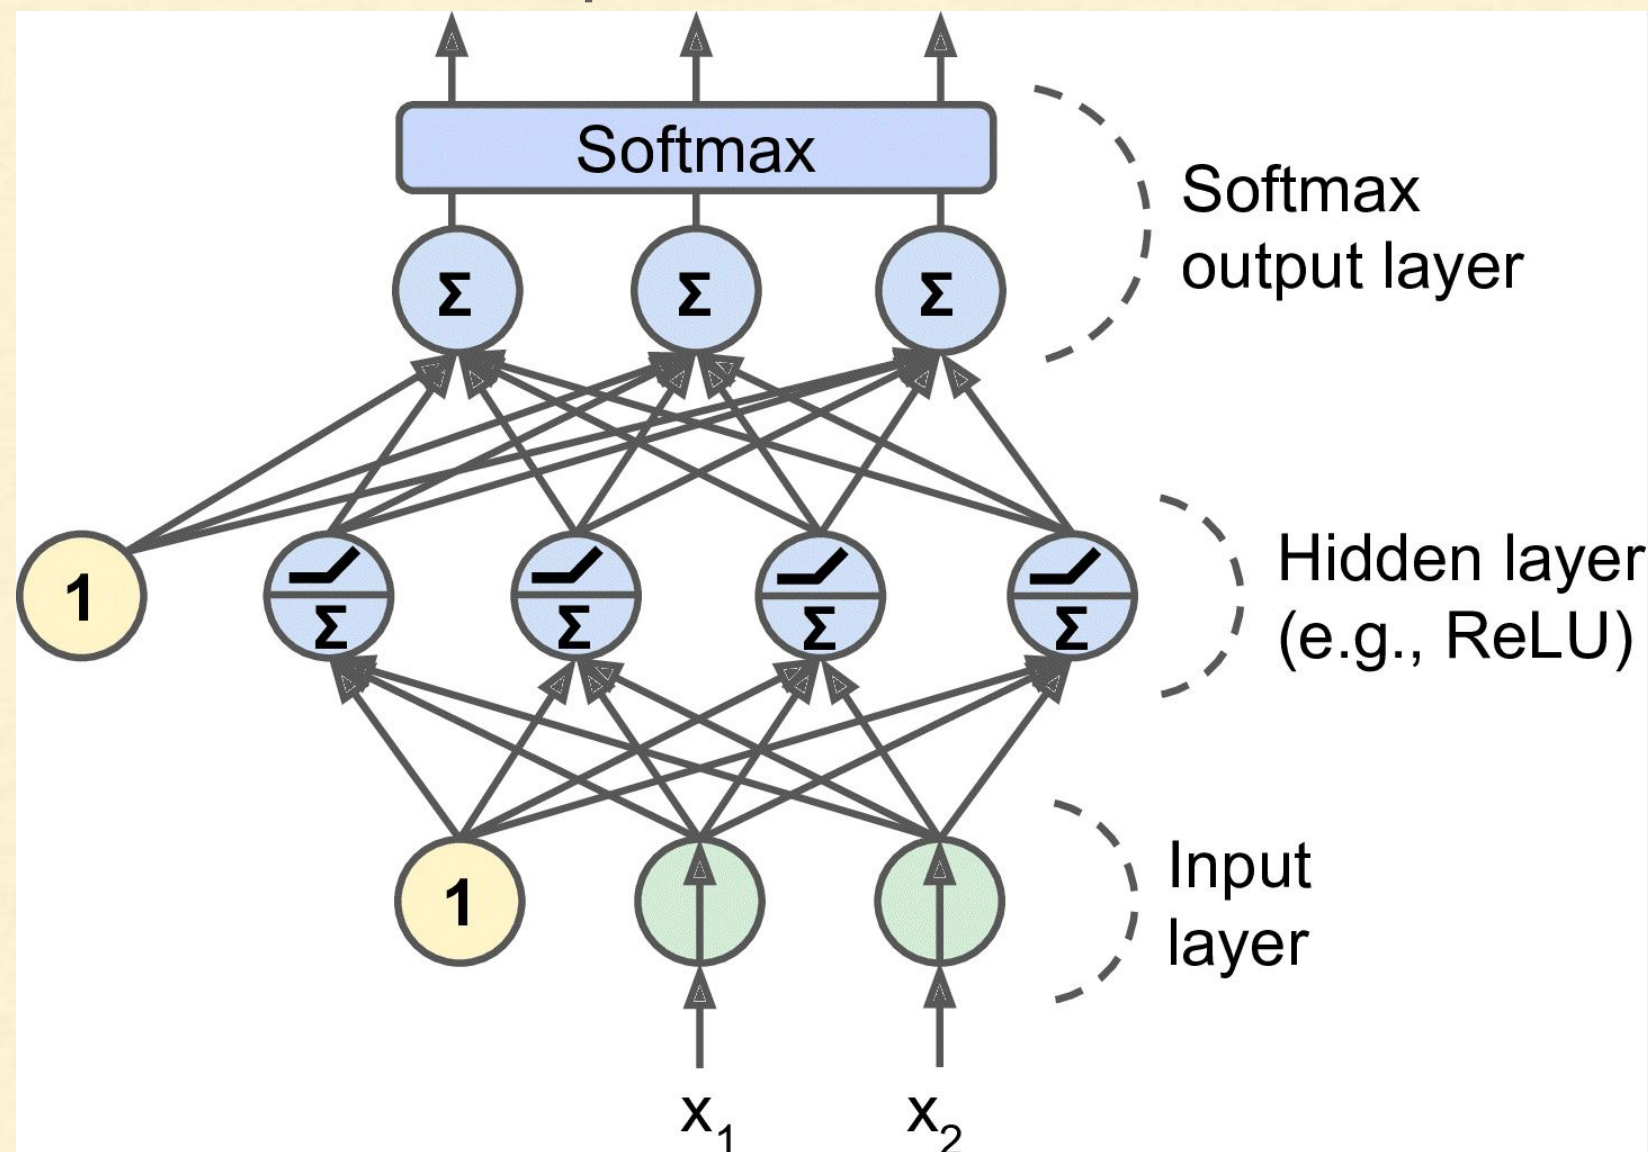 Softmax
Softmax
output layer
Σ Σ Σ
1
Σ Σ Σ Σ
Hidden layer
(e.g., ReLU)
1
Input
layer
x₁ x₂